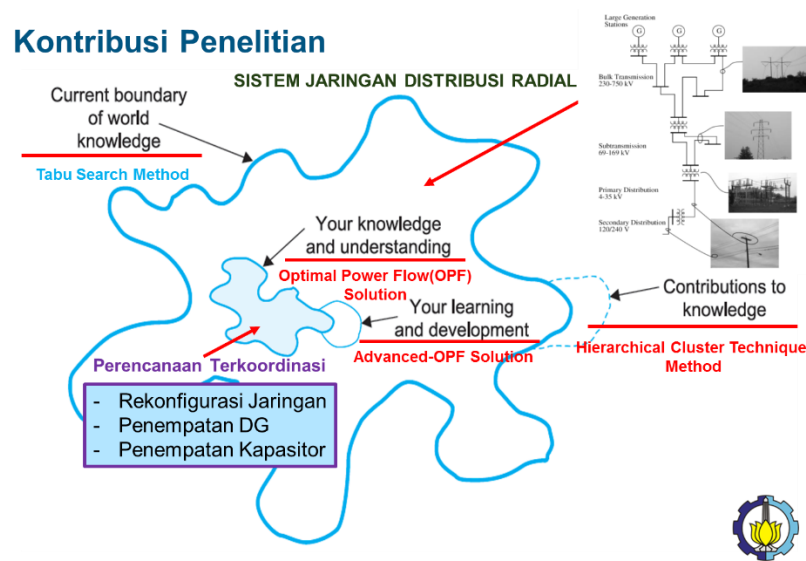 Kontribusi Penelitian
Large Generation
Stations
G
G
G
SISTEM JARINGAN DISTRIBUSI RADIAL
Bulk Transmission
230-750 kV
Current boundary
of world
knowledge
Tabu Search Method
Subtransmission
69-169 kV
Primary Distribution
4-35 kV
Secondary Distribution
120/240 V
Your knowledge
and understanding
Optimal Power Flow(OPF)
Solution
Your learning
and development
Advanced-OPF Solution
Contributions to
knowledge
Hierarchical Cluster Technique
Method
Perencanaan Terkoordinasi
- Rekonfigurasi Jaringan
- Penempatan DG
- Penempatan Kapasitor